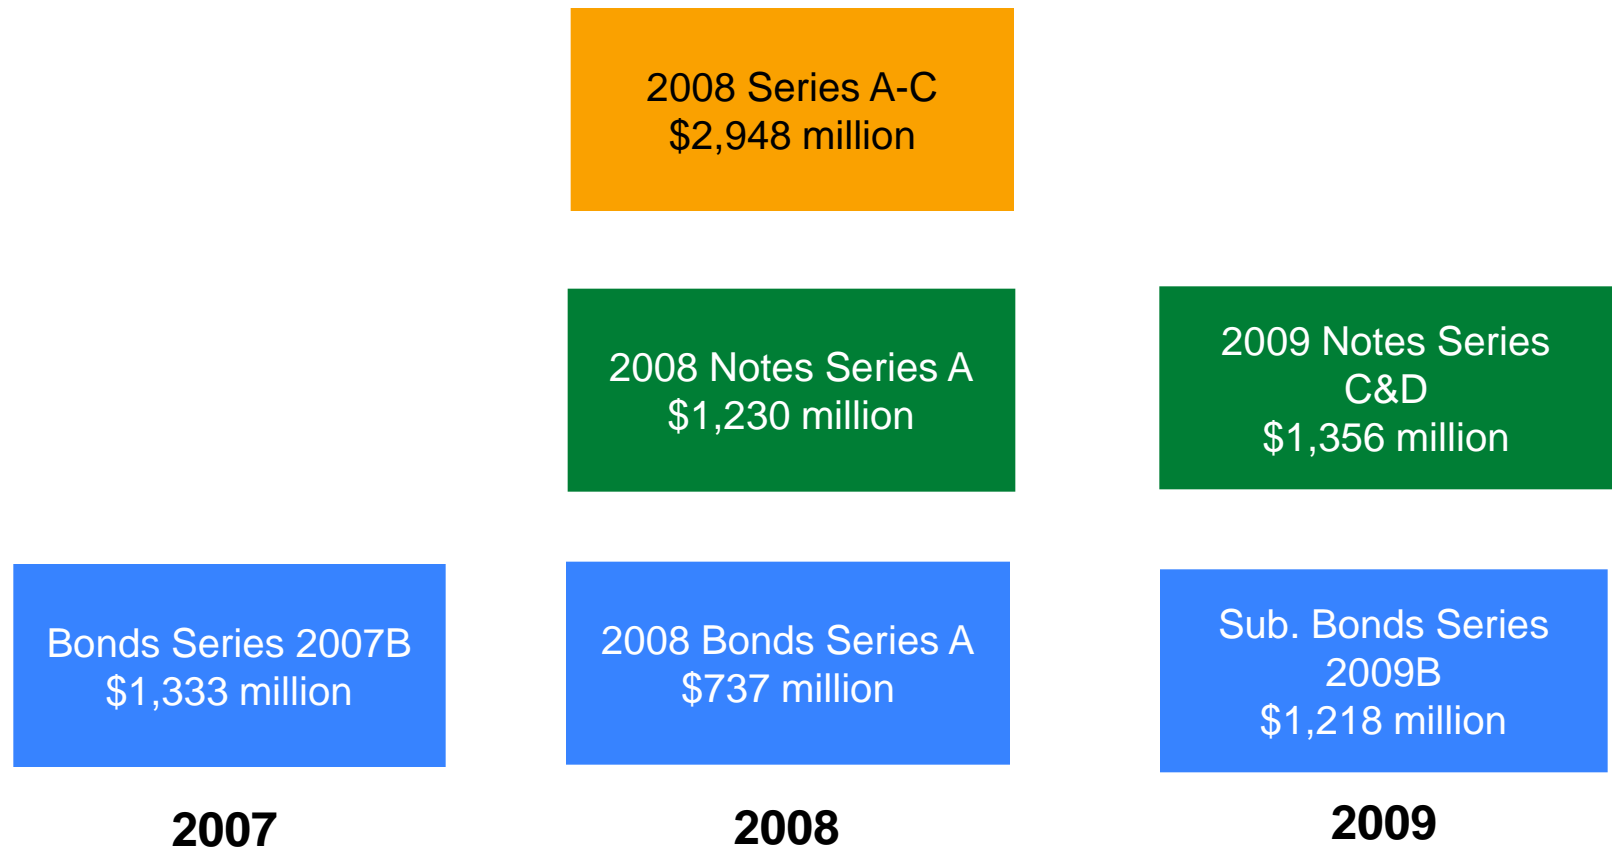 2008 Series A-C
$2,948 million
2008 Notes Series A
$1,230 million
2009 Notes Series
C&D
$1,356 million
Bonds Series 2007B
$1,333 million
2008 Bonds Series A
$737 million
Sub. Bonds Series
2009B
$1,218 million
2007
2008
2009